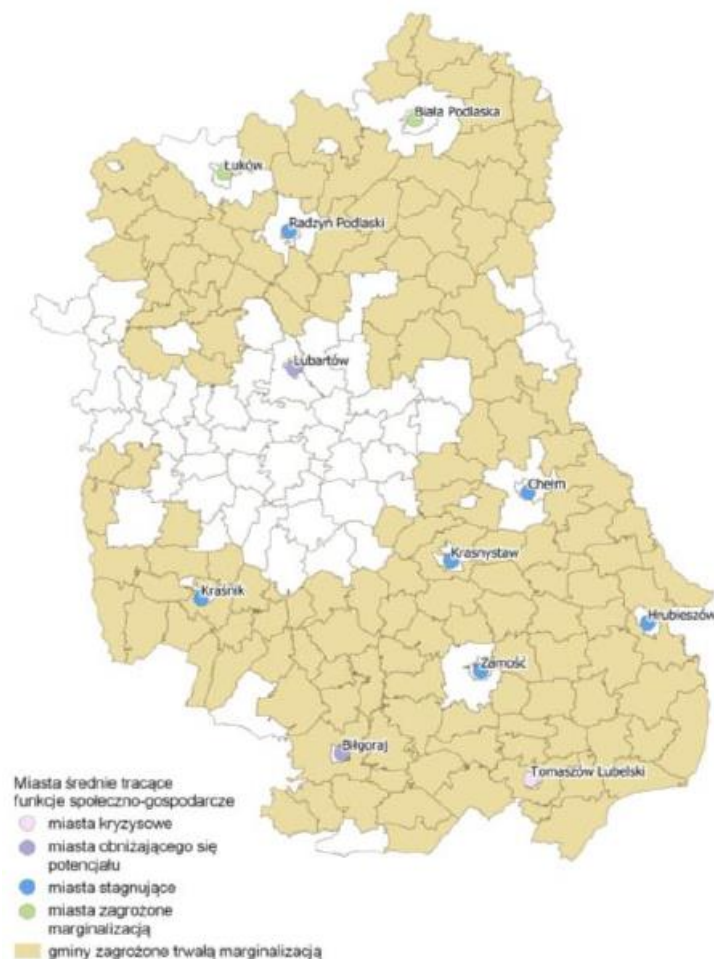 Biała Podlaska
Łuków
Radzyń Podlaski
Lubartów
Chełm
Krasnystaw
Kraśnik
Hrubieszów
Zamość
Biłgoraj
Tomaszów Lubelski
Miasta średnie tracące
funkcje społeczno-gospodarcze
miasta kryzysowe
miasta obniżającego się
potencjału
miasta stagnujące
miasta zagrożone
marginalizacją
gminy zagrożone trwałą marginalizacją